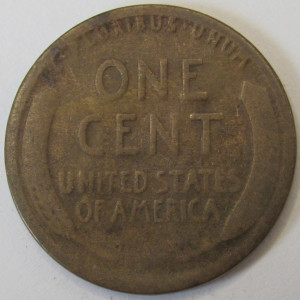 PLURIBUS·UNUM
ONE
CENT
UNITED STATES
OF AMERICA